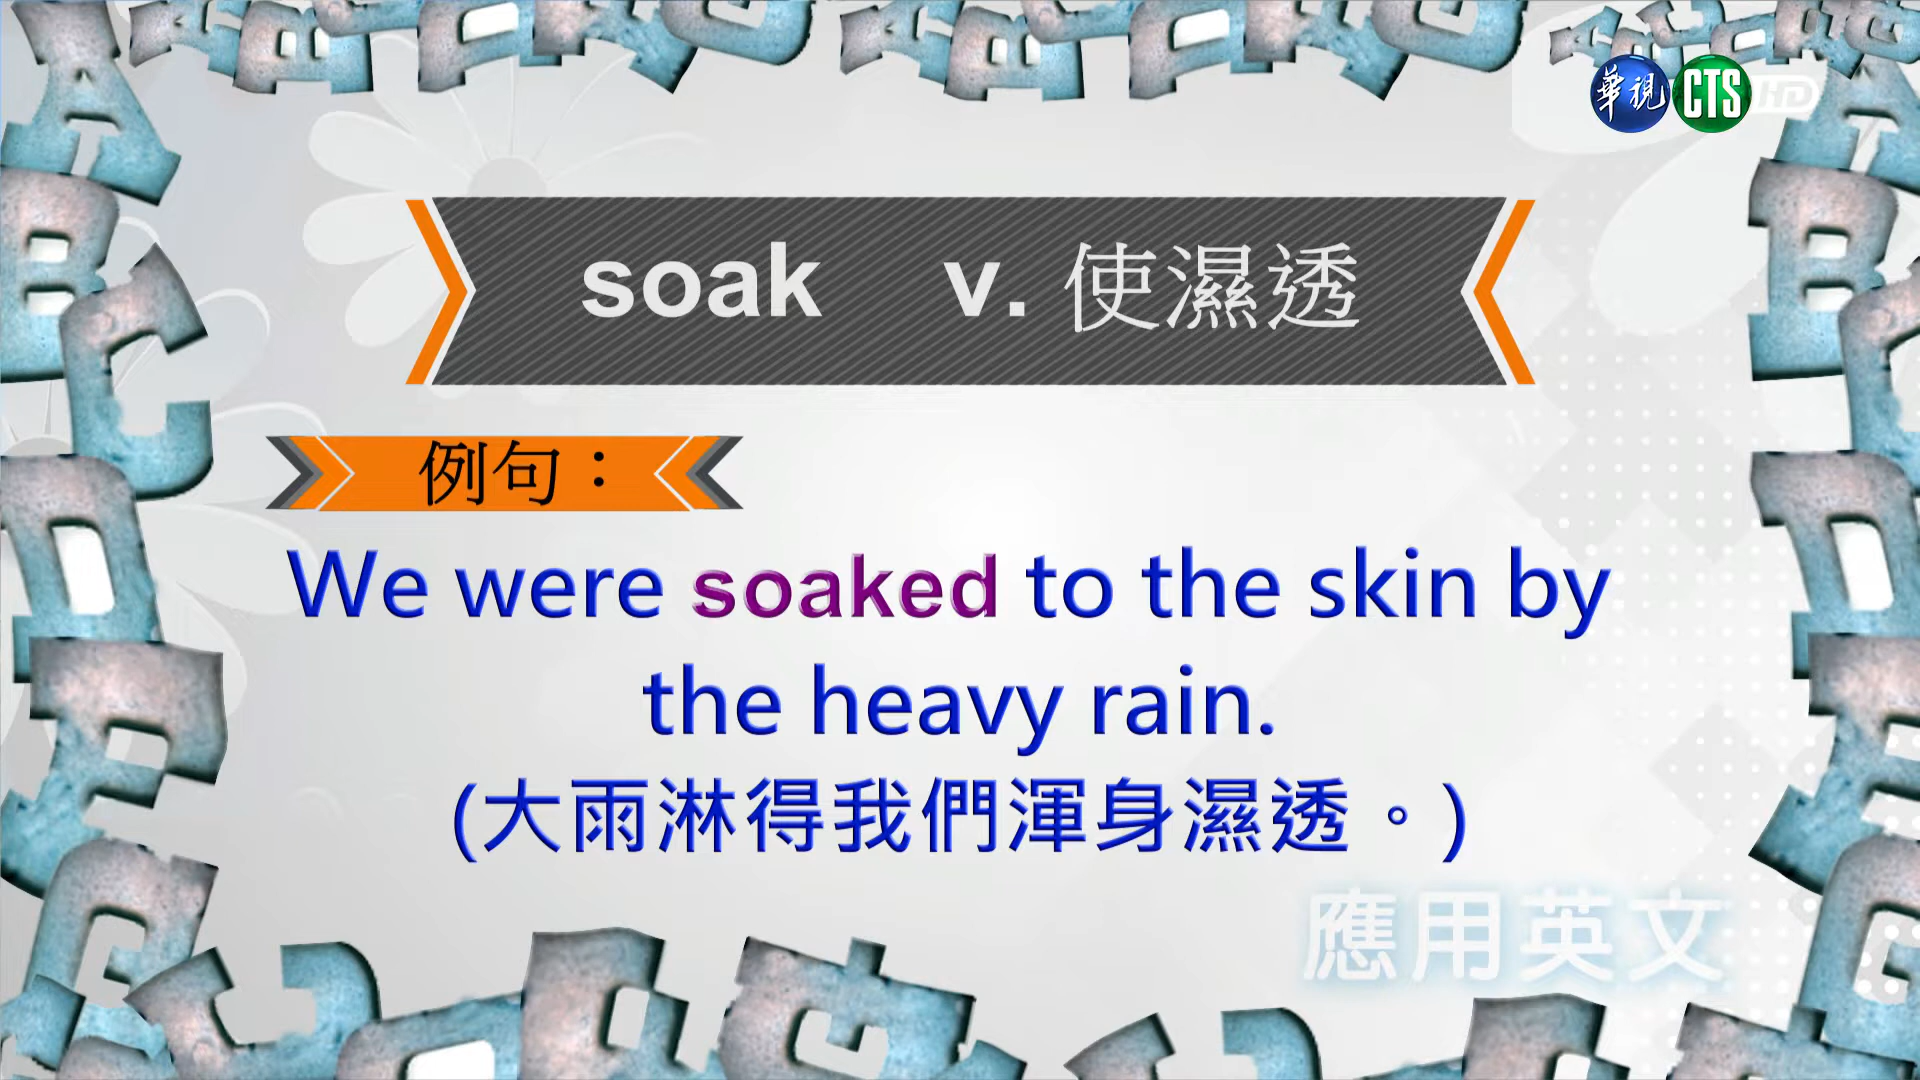 華視 CTS HD
soak v. 使濕透
例句：
We were soaked to the skin by
the heavy rain.
(大雨淋得我們渾身濕透。)
應用英文